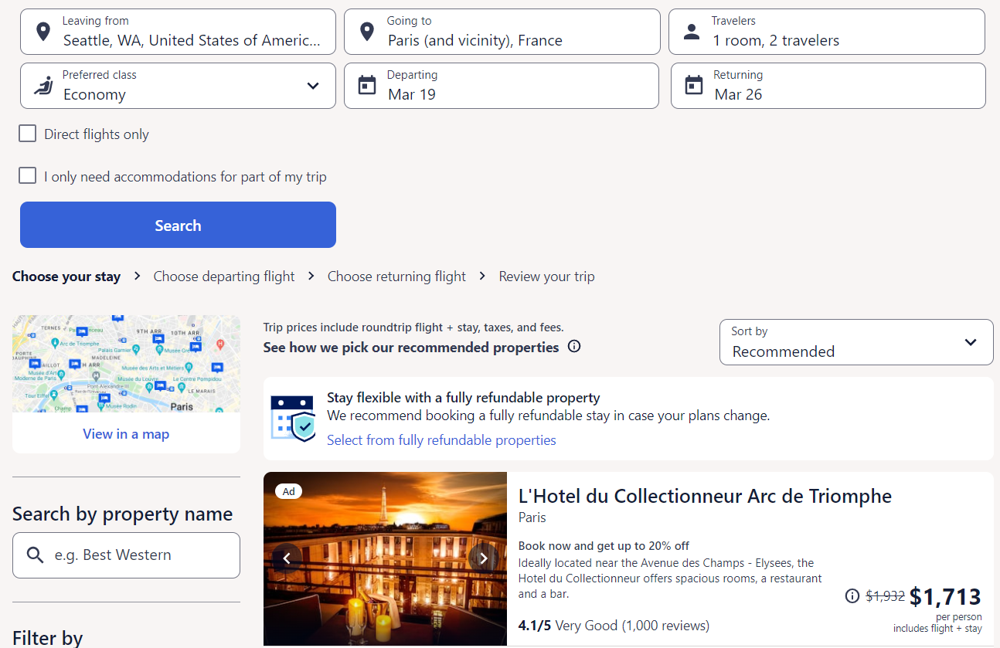 Leaving from
Seattle, WA, United States of Americ...
Going to
Paris (and vicinity), France
Travelers
1 room, 2 travelers
Preferred class
Economy
Departing
Mar 19
Returning
Mar 26
Direct flights only
I only need accommodations for part of my trip
Search
Choose your stay
Choose departing flight
Choose returning flight
Review your trip
TERNES
9TH ARR
10TH ARR
Arc de Triomphe
Palais Garnier
MADELEINE
Musée des Arts et Métiers
Musée du Louvre
Le Centre Pompidou
Moderne de Paris
Pont Alexandre III
LE MARAIS
Tour Eiffel
Musée Rodin
Paris
Champ
View in a map
Search by property name
e.g. Best Western
Filter by
Trip prices include roundtrip flight + stay, taxes, and fees.
See how we pick our recommended properties
Sort by
Recommended
Stay flexible with a fully refundable property
We recommend booking a fully refundable stay in case your plans change.
Select from fully refundable properties
Ad
L'Hotel du Collectionneur Arc de Triomphe
Paris
Book now and get up to 20% off
Ideally located near the Avenue des Champs - Elysees, the
Hotel du Collectionneur offers spacious rooms, a restaurant
and a bar.
4.1/5 Very Good (1,000 reviews)
$1,932 $1,713
per person
includes flight + stay